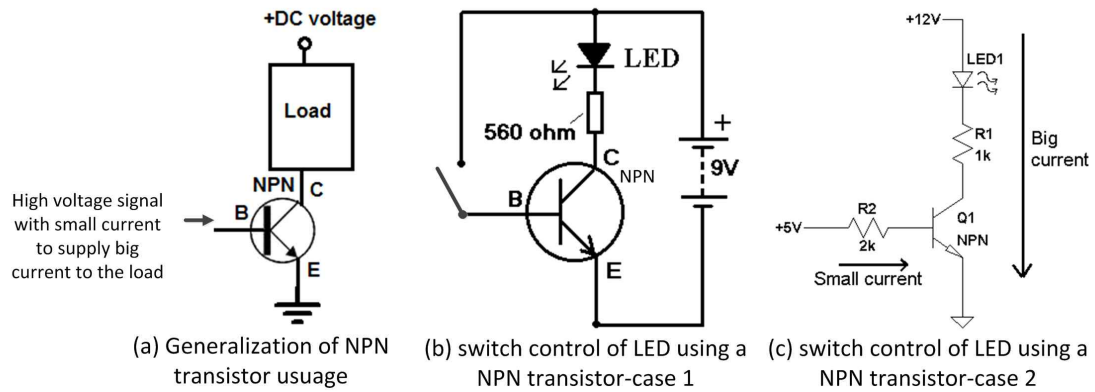 +DC voltage
Load
NPN
C
B
E
High voltage signal
with small current
to supply big
current to the load
(a) Generalization of NPN
transistor usuage
LED
560 ohm
C
NPN
B
E
+
9V
(b) switch control of LED using a
NPN transistor-case 1
+12V
LED1
R1
1k
Big
current
R2
+5V
2k
Q1
NPN
Small current
(c) switch control of LED using a
NPN transistor-case 2